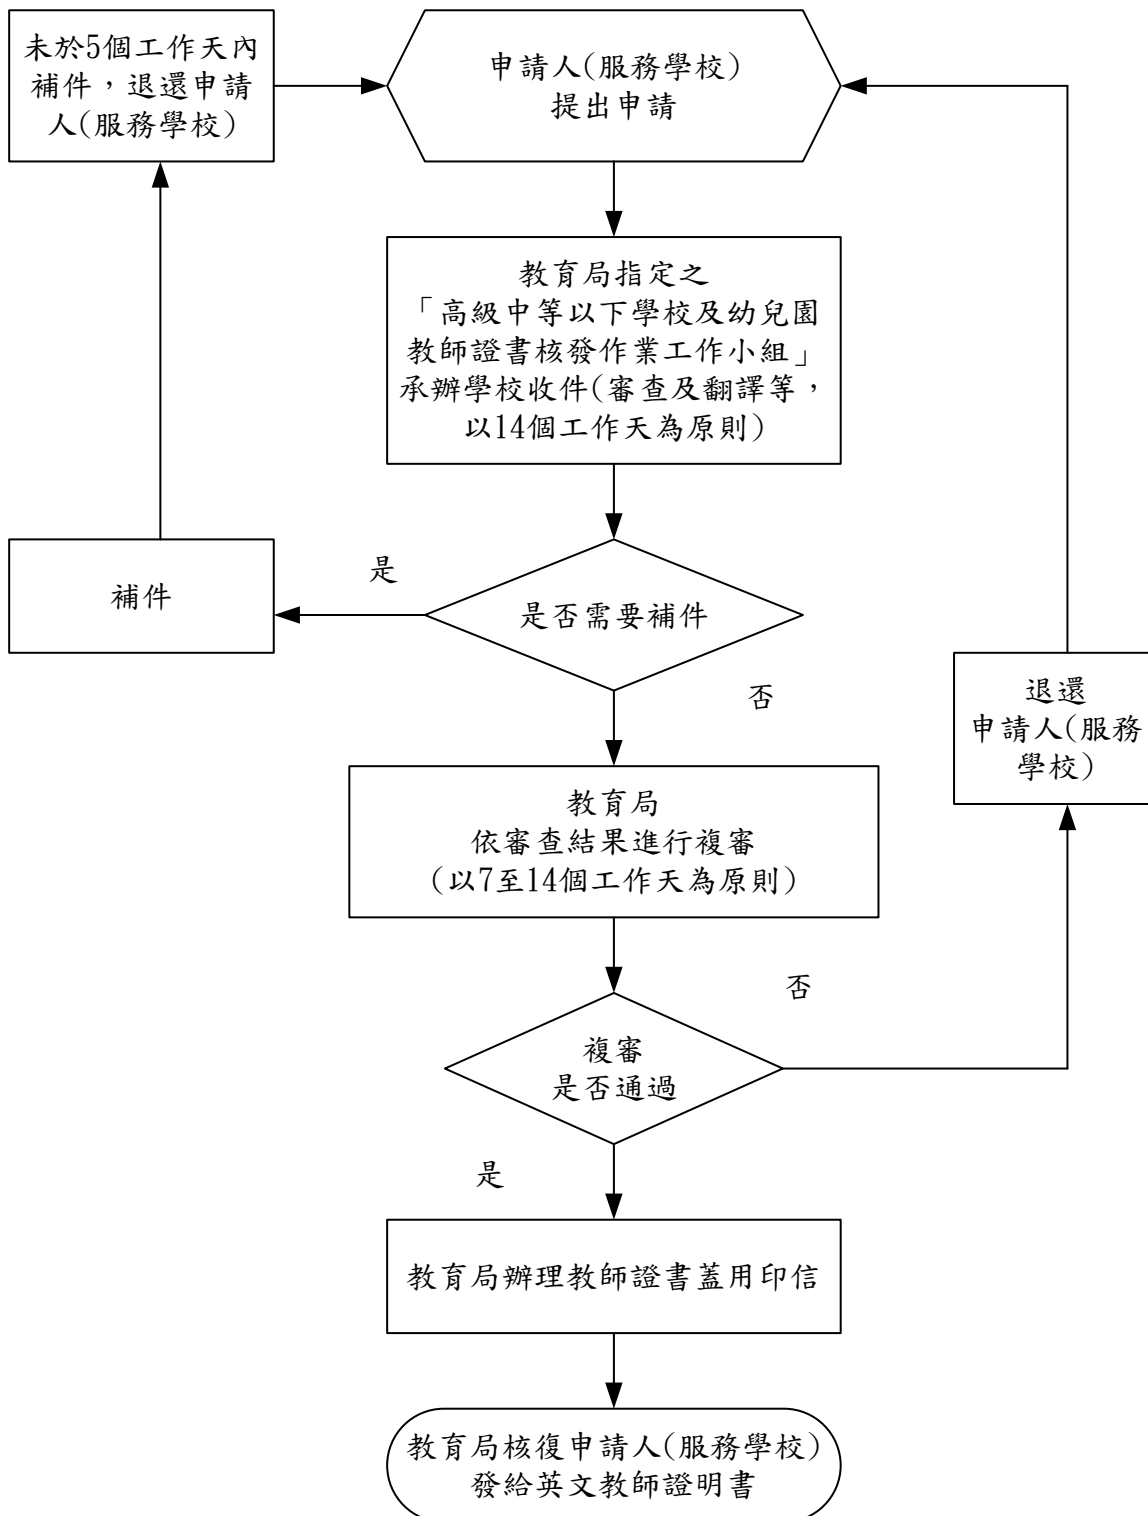 未於5個工作天內
補件，退還申請
人(服務學校)
申請人(服務學校)
提出申請
教育局指定之
「高級中等以下學校及幼兒園
教師證書核發作業工作小組」
承辦學校收件(審查及翻譯等，
以14個工作天為原則)
是
補件
是否需要補件
否
退還
申請人(服務
學校)
教育局
依審查結果進行複審
(以7至14個工作天為原則)
否
複審
是否通過
是
教育局辦理教師證書蓋用印信
教育局核復申請人(服務學校)
發給英文教師證明書